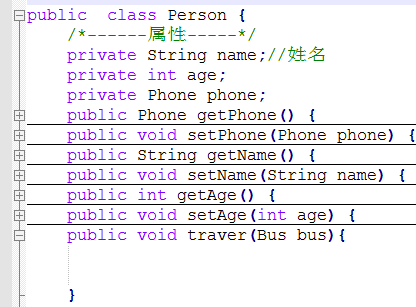 public  class Person {
/*------属性-----*/
private String name;//姓名
private int age;
private Phone phone;
public Phone getPhone() {
public void setPhone(Phone phone) {
public String getName() {
public void setName(String name) {
public int getAge() {
public void setAge(int age) {
public void traver(Bus bus){
}